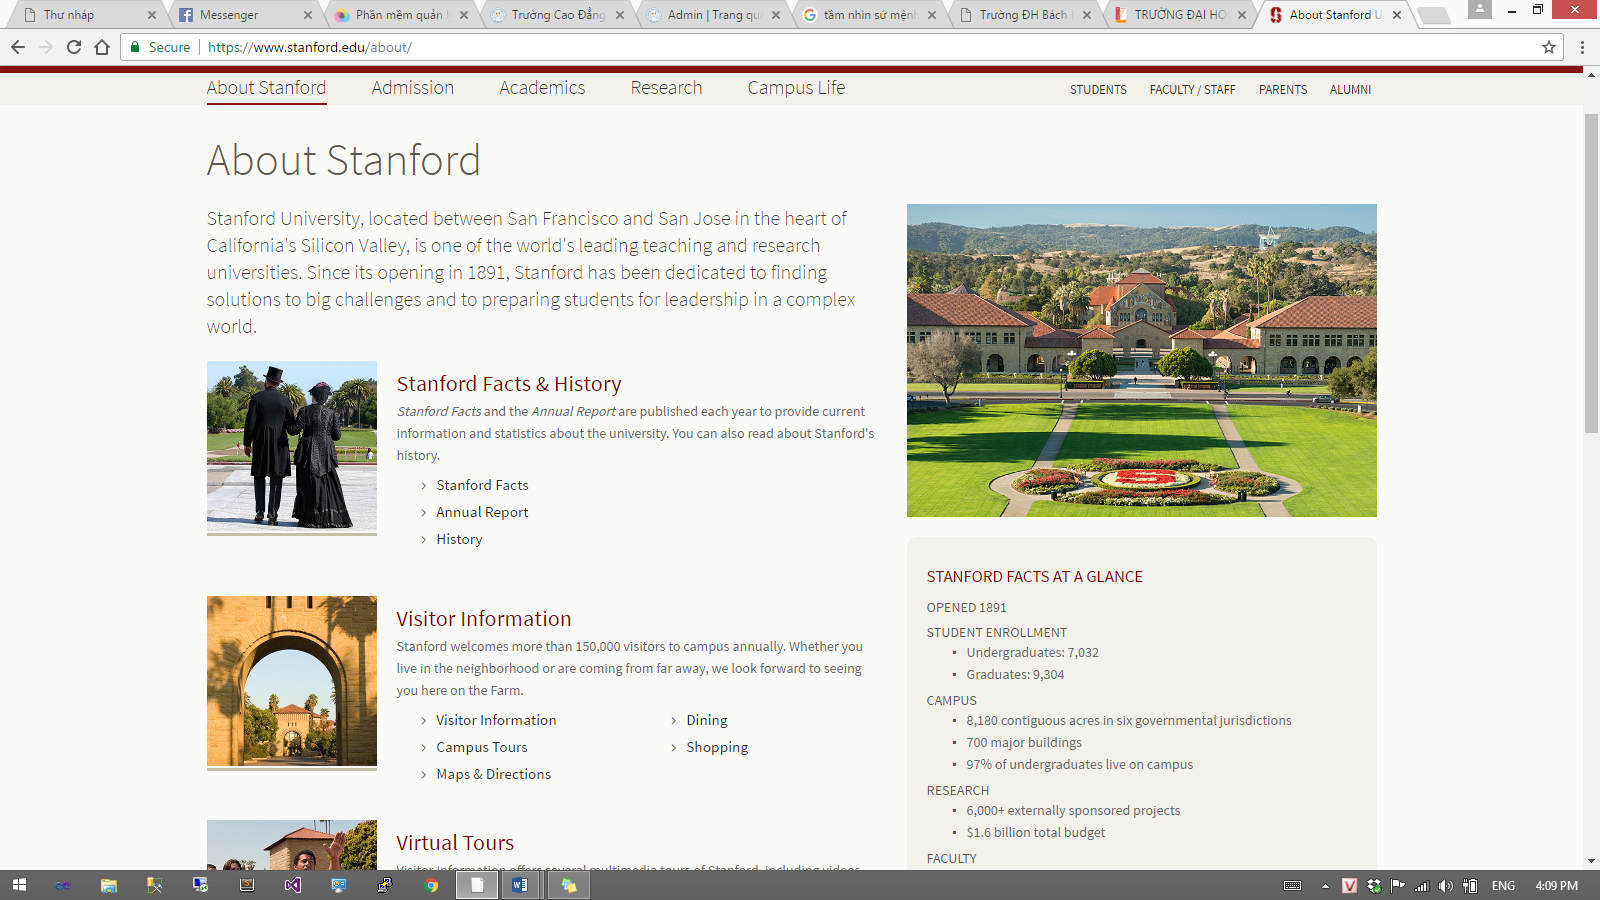 Thư nháp
Messenger
Phần mềm quản
Trường Cao Đẳng
Admin | Trang quả
tầm nhìn sứ mệnh
Trường ĐH Bách
TRƯỜNG ĐẠI HỌ
About Stanford U
Secure
https://www.stanford.edu/about/
About Stanford
Admission
Academics
Research
Campus Life
STUDENTS
FACULTY / STAFF
PARENTS
ALUMNI
About Stanford
Stanford University, located between San Francisco and San Jose in the heart of
California's Silicon Valley, is one of the world's leading teaching and research
universities. Since its opening in 1891, Stanford has been dedicated to finding
solutions to big challenges and to preparing students for leadership in a complex
world.
Stanford Facts & History
Stanford Facts and the Annual Report are published each year to provide current
information and statistics about the university. You can also read about Stanford's
history.
Stanford Facts
Annual Report
History
Visitor Information
Stanford welcomes more than 150,000 visitors to campus annually. Whether you
live in the neighborhood or are coming from far away, we look forward to seeing
you here on the Farm.
Visitor Information
Campus Tours
Maps & Directions
Dining
Shopping
Virtual Tours
Visitor Information offers several multimedia tours of Stanford, including videos
STANFORD FACTS AT A GLANCE
OPENED 1891
STUDENT ENROLLMENT
Undergraduates: 7,032
Graduates: 9,304
CAMPUS
8,180 contiguous acres in six governmental jurisdictions
700 major buildings
97% of undergraduates live on campus
RESEARCH
6,000+ externally sponsored projects
$1.6 billion total budget
FACULTY
ENG
4:09 PM